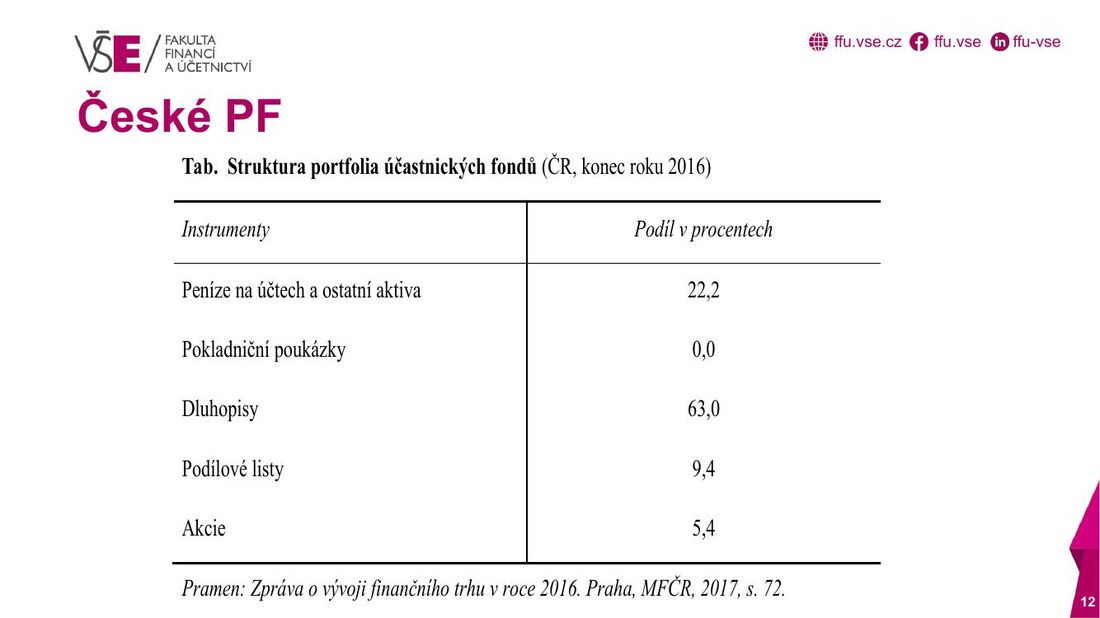 VŠE / FAKULTA
FINANCÍ
A ÚČETNICTVÍ
ffu.vse.cz ffu.vse ffu-vse
České PF
Tab. Struktura portfolia účastnických fondů (ČR, konec roku 2016)
Instrumenty Podíl v procentech
Peníze na účtech a ostatní aktiva 22,2
Pokladniční poukázky 0,0
Dluhopisy 63,0
Podílové listy 9,4
Akcie 5,4
Pramen: Zpráva o vývoji finančního trhu v roce 2016. Praha, MFČR, 2017, s. 72.
12